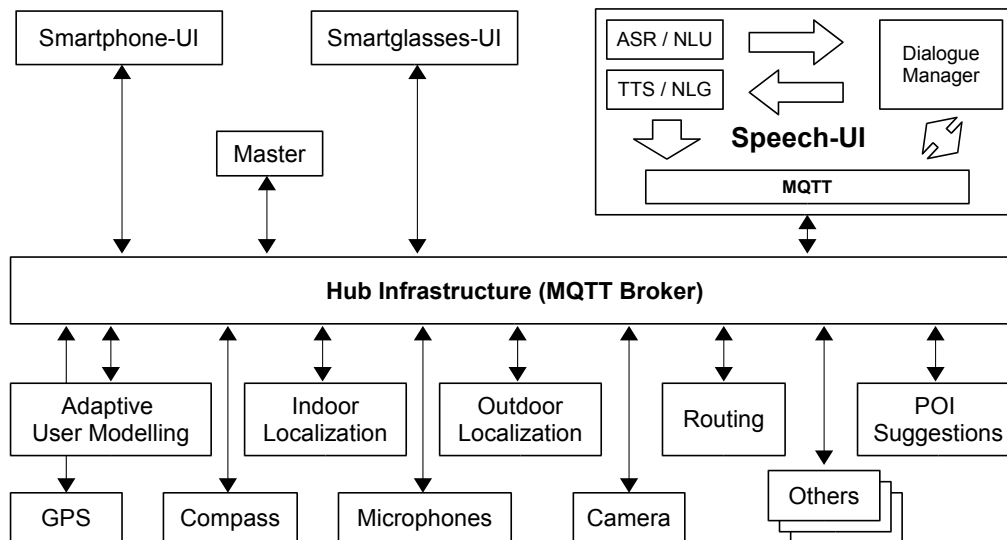 Smartphone-UI
Smartglasses-UI
ASR / NLU
TTS / NLG
Dialogue
Manager
Speech-UI
MQTT
Master
Hub Infrastructure (MQTT Broker)
Adaptive
User Modelling
Indoor
Localization
Outdoor
Localization
Routing
POI
Suggestions
GPS
Compass
Microphones
Camera
Others